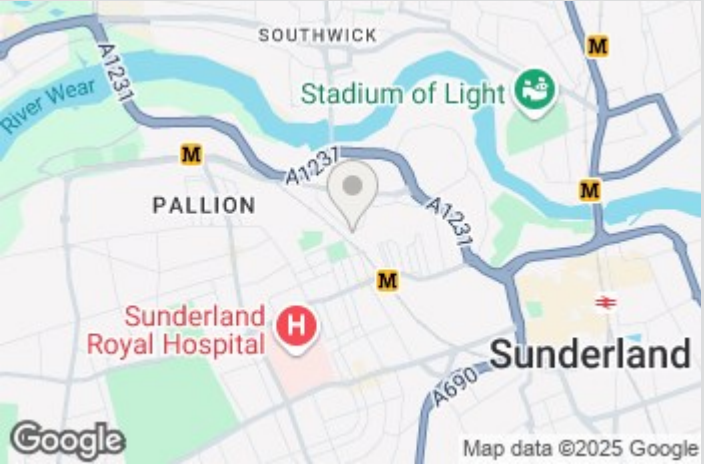 SOUTHWICK
M
A1231
Stadium of Light
River Wear
M
A1231
M
PALLION
A1231
M
Sunderland
Royal Hospital
H
Sunderland
A690
Google
Map data ©2025 Google